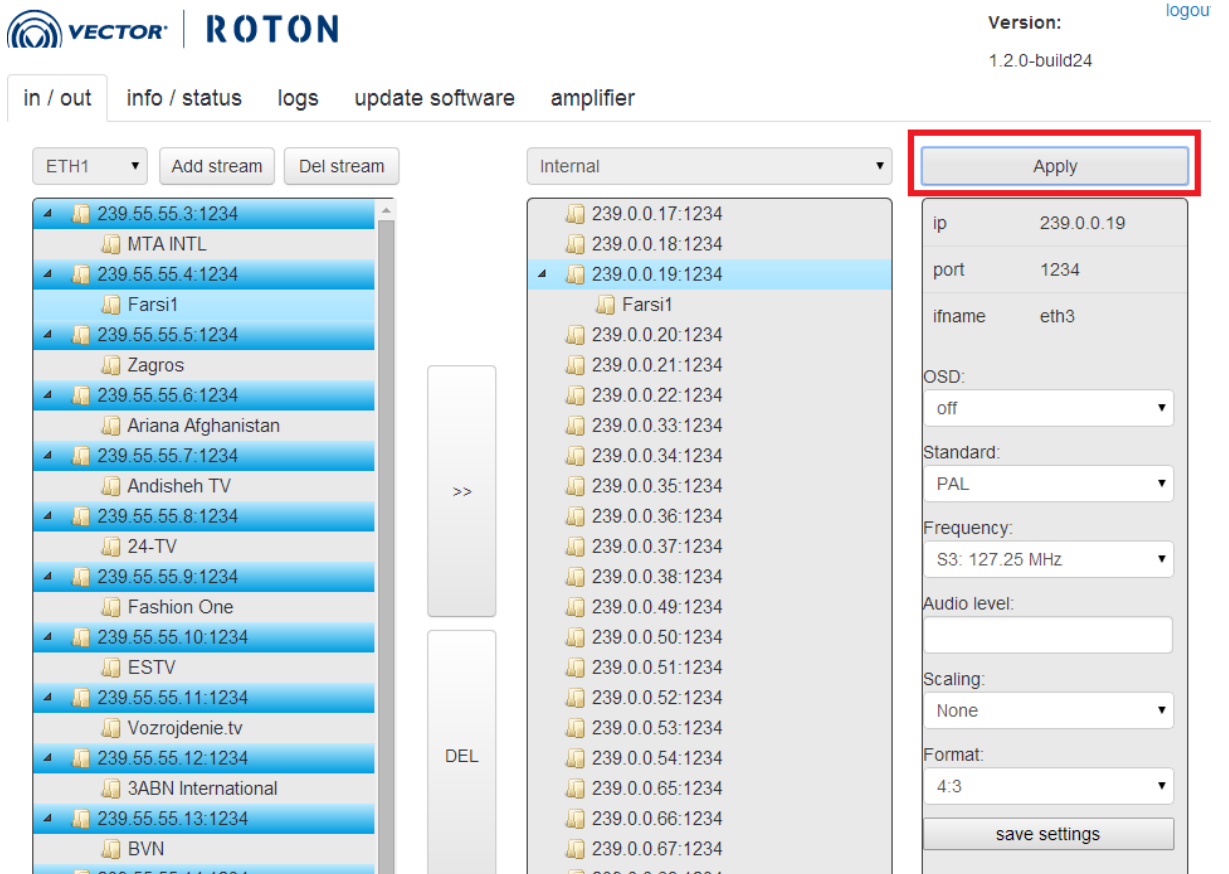 VECTOR ROTON
Version:
logou
1.2.0-build24
in / out info / status logs update software amplifier
ETH1 Add stream Del stream
239.55.55.3:1234
MTA INTL
239.55.55.4:1234
Farsi1
239.55.55.5:1234
Zagros
239.55.55.6:1234
Ariana Afghanistan
239.55.55.7:1234
Andisheh TV
239.55.55.8:1234
24-TV
239.55.55.9:1234
Fashion One
239.55.55.10:1234
ESTV
239.55.55.11:1234
Vozrojdenie.tv
239.55.55.12:1234
3ABN International
239.55.55.13:1234
BVN
>>
DEL
Internal
239.0.0.17:1234
239.0.0.18:1234
239.0.0.19:1234
Farsi1
239.0.0.20:1234
239.0.0.21:1234
239.0.0.22:1234
239.0.0.33:1234
239.0.0.34:1234
239.0.0.35:1234
239.0.0.36:1234
239.0.0.37:1234
239.0.0.38:1234
239.0.0.49:1234
239.0.0.50:1234
239.0.0.51:1234
239.0.0.52:1234
239.0.0.53:1234
239.0.0.54:1234
239.0.0.65:1234
239.0.0.66:1234
239.0.0.67:1234
Apply
ip 239.0.0.19
port 1234
ifname eth3
OSD:
off
Standard:
PAL
Frequency:
S3: 127.25 MHz
Audio level:
Scaling:
None
Format:
4:3
save settings